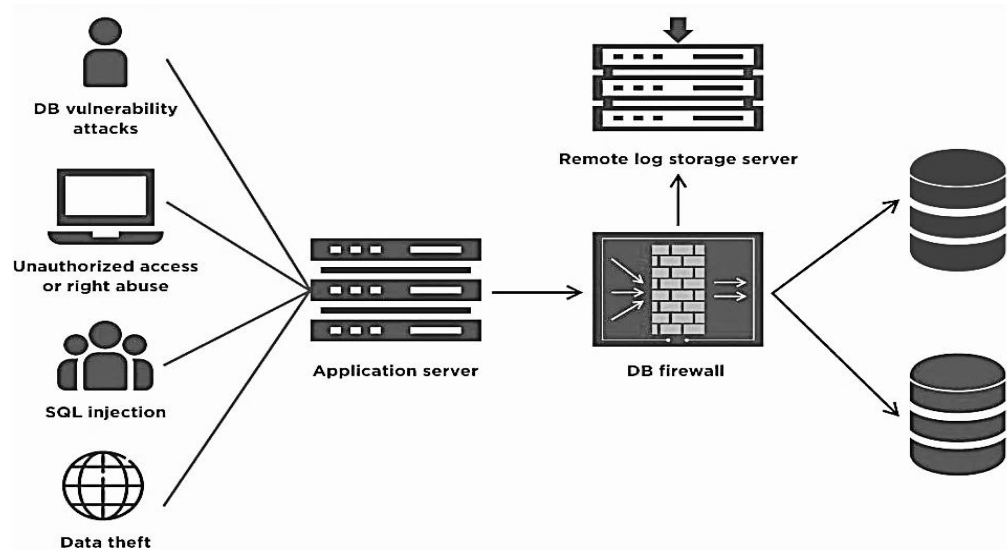 DB vulnerability
attacks
Unauthorized access
or right abuse
SQL injection
Data theft
Application server
Remote log storage server
DB firewall